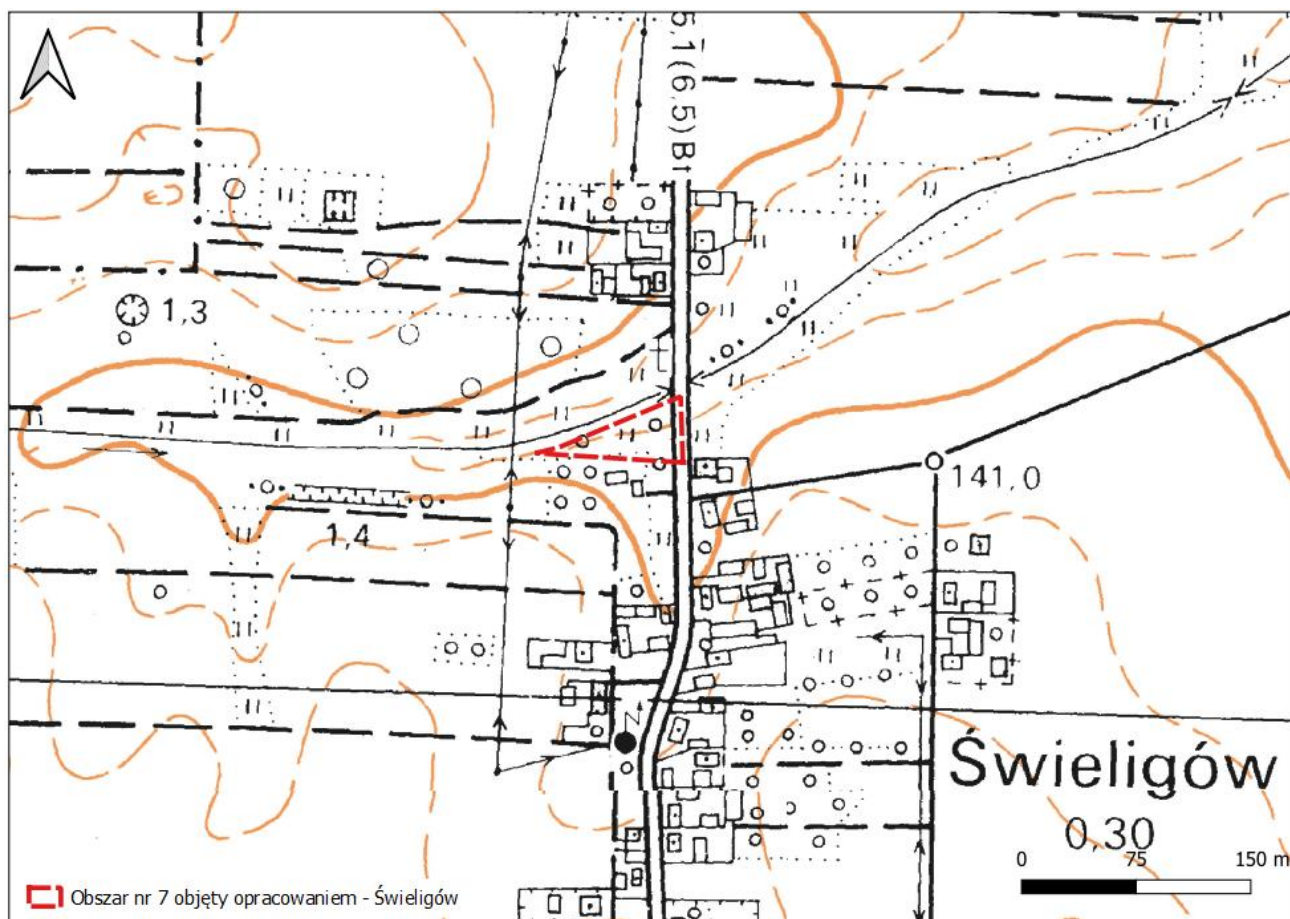 5,1(6,5)Bt
1,3
141,0
1,4
Z
Świeligów
0,30
0 75 150 m
Obszar nr 7 objęty opracowaniem - Świeligów